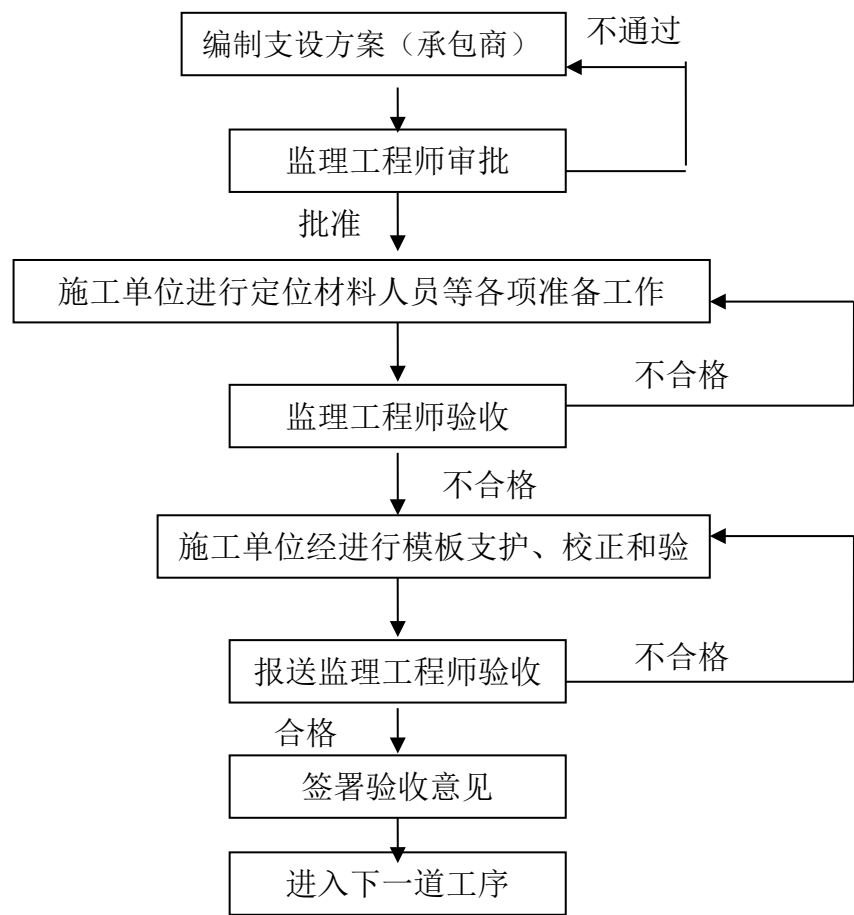 编制支设方案（承包商）
不通过
监理工程师审批
批准
施工单位进行定位材料人员等各项准备工作
不合格
监理工程师验收
不合格
施工单位经进行模板支护、校正和验
报送监理工程师验收
不合格
合格
签署验收意见
进入下一道工序